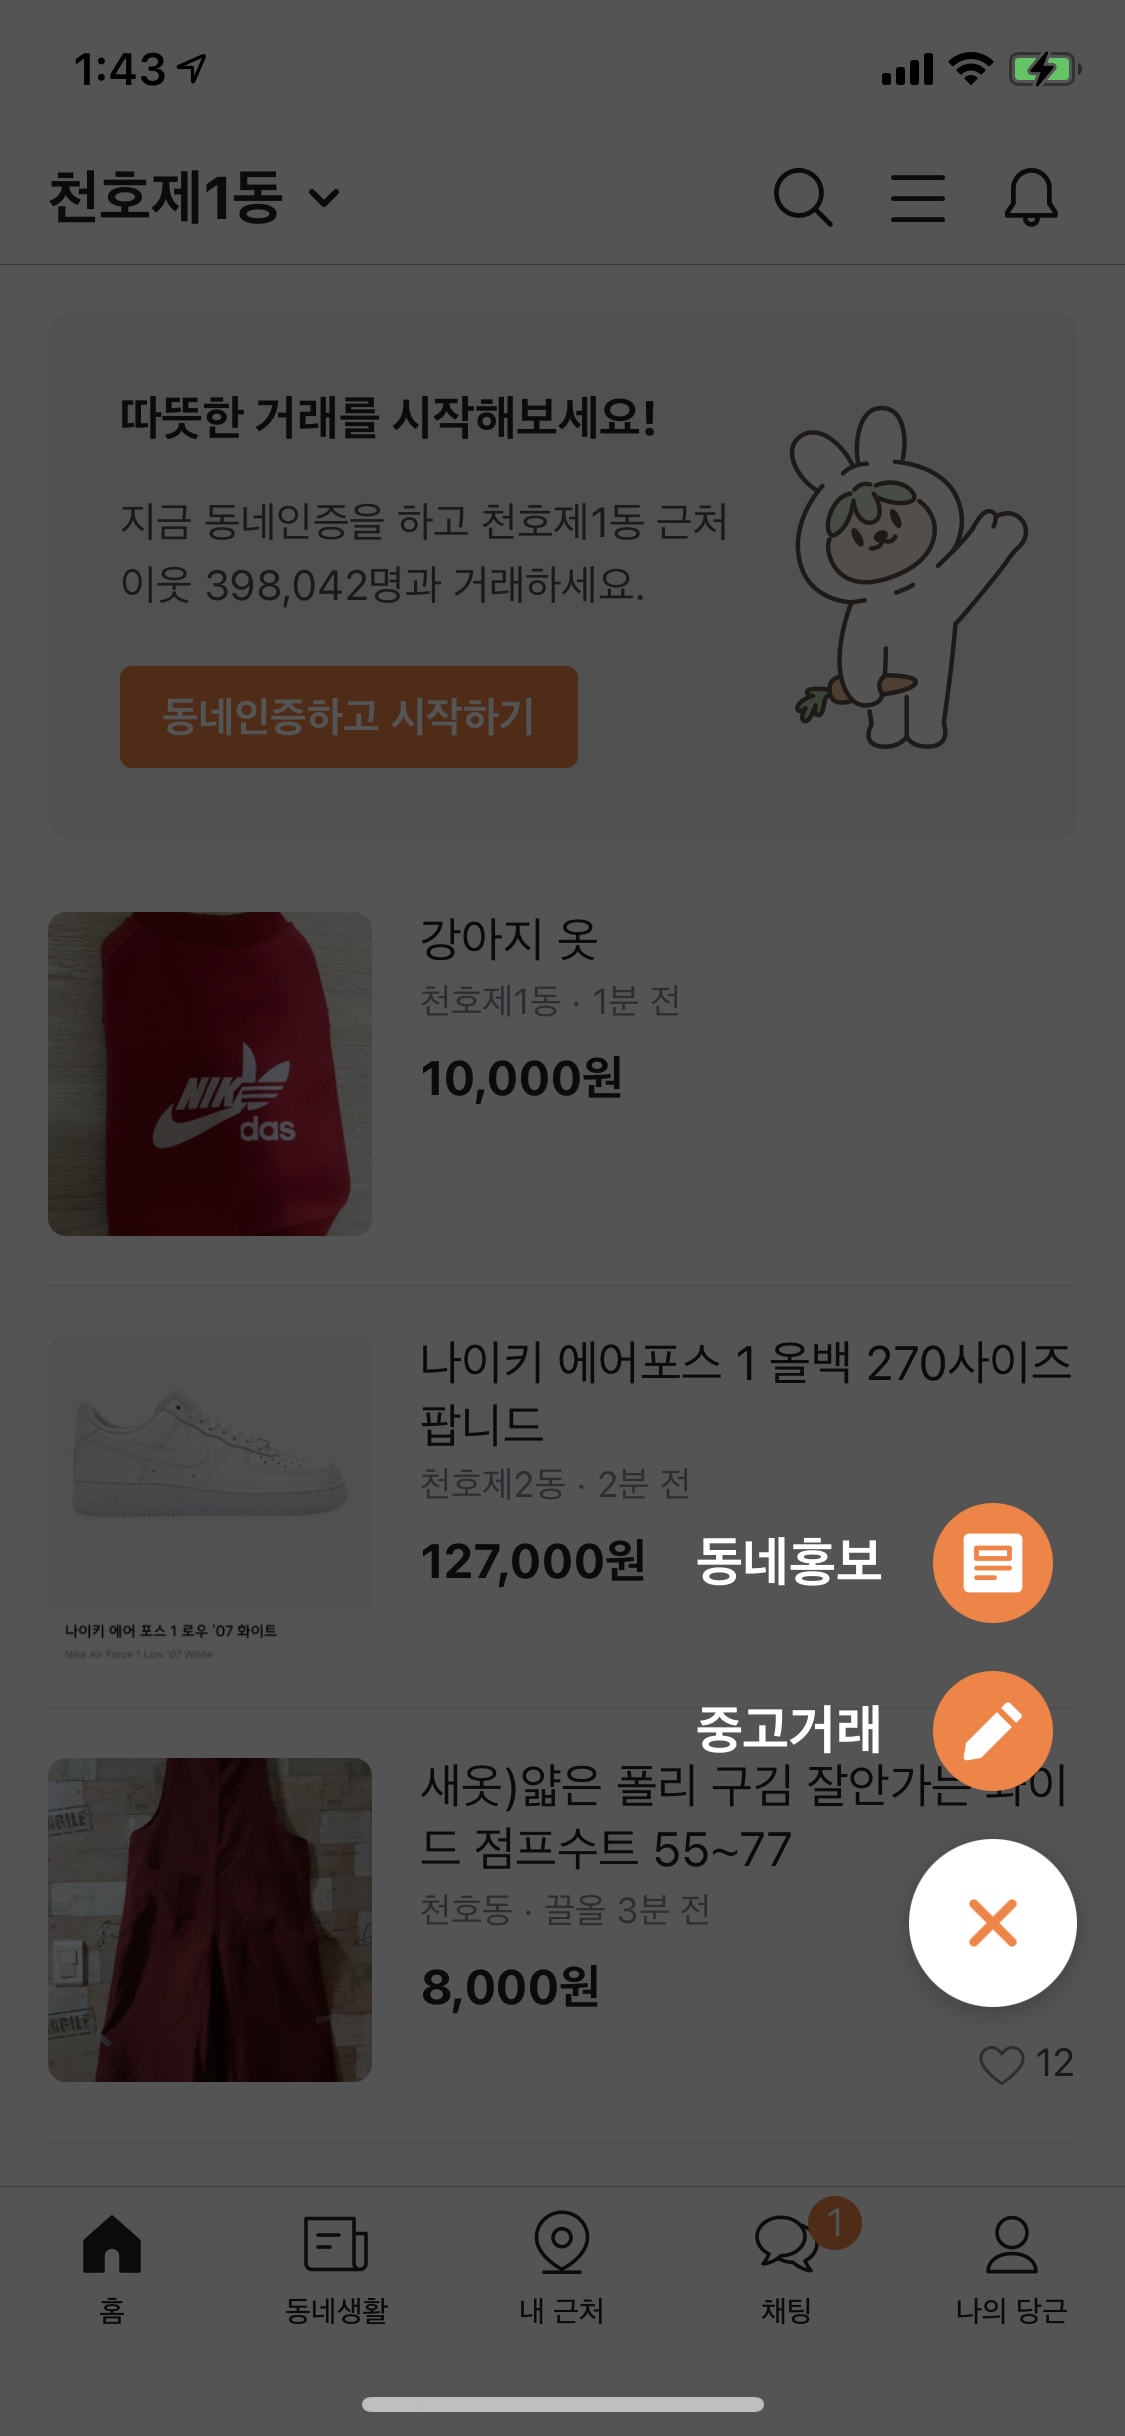 1:43
천호제1동
따뜻한 거래를 시작해보세요!
지금 동네인증을 하고 천호제1동 근처
이웃 398,042명과 거래하세요.
동네인증하고 시작하기
강아지 옷
천호제1동 · 1분 전
10,000원
NIK
das
나이키 에어포스 1 올백 270사이즈
팝니드
천호제2동 · 2분 전
127,000원
나이키 에어 포스 1 로우 '07 화이트
Nike Air Force 1 Low '07 White
동네홍보
중고거래
새옷)얇은 폴리 구김 잘안가는 와이
드 점프수트 55~77
천호동 · 끌올 3분 전
8,000원
AGILE
AGILE
12
1
홈
동네생활
내 근처
채팅
나의 당근